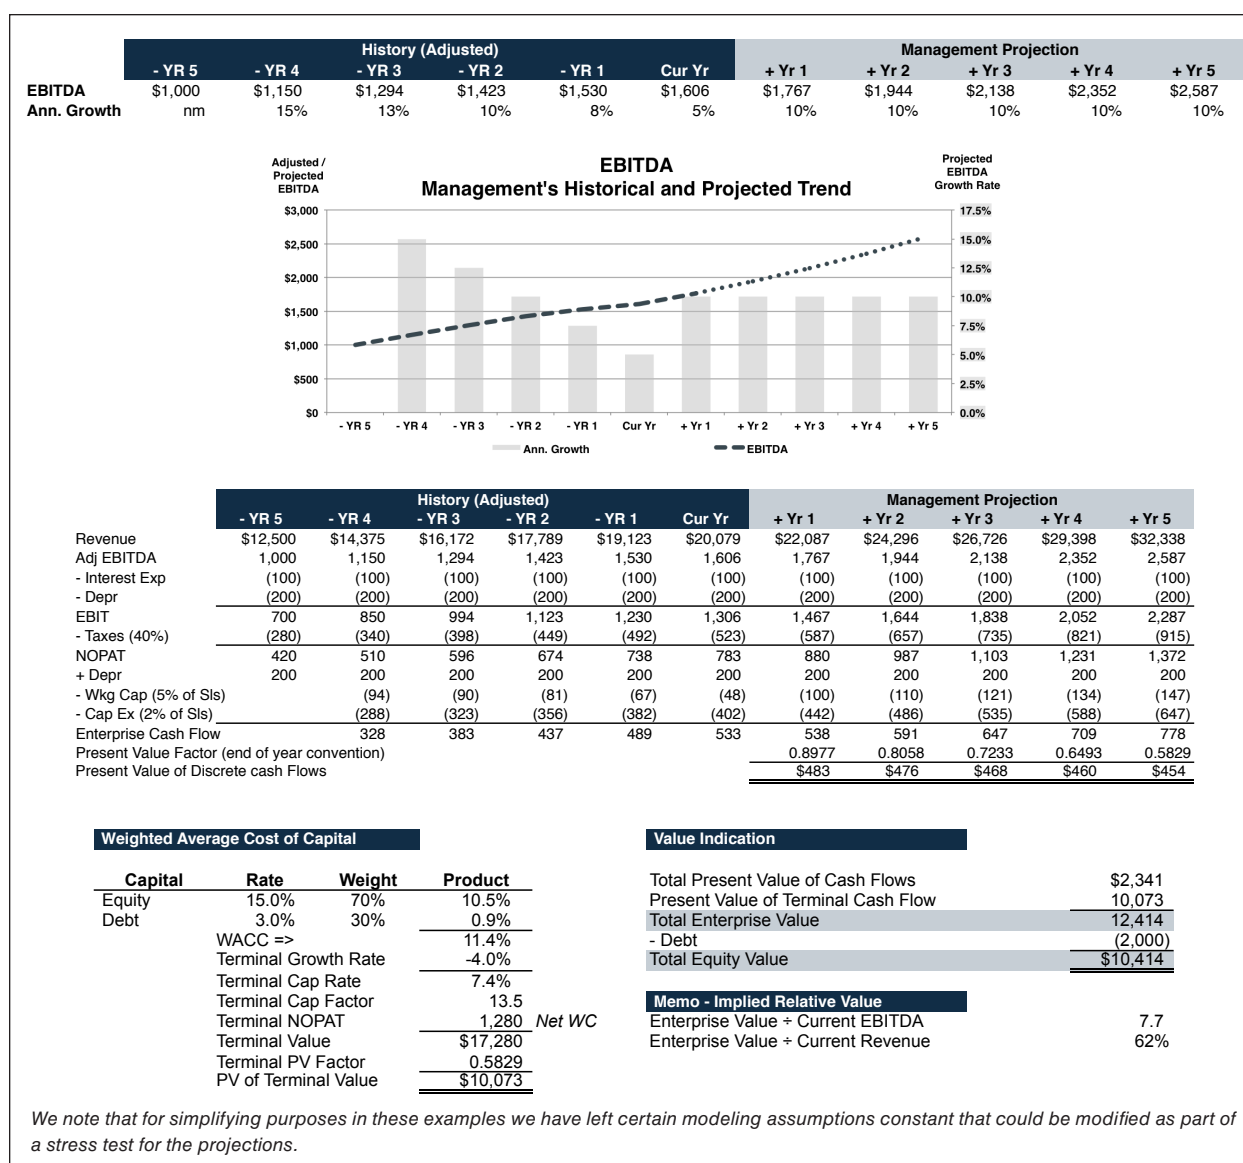 History (Adjusted) Management Projection
- YR 5 - YR 4 - YR 3 - YR 2 - YR 1 Cur Yr + Yr 1 + Yr 2 + Yr 3 + Yr 4 + Yr 5
EBITDA $1,000 $1,150 $1,294 $1,423 $1,530 $1,606 $1,767 $1,944 $2,138 $2,352 $2,587
Ann. Growth nm 15% 13% 10% 8% 5% 10% 10% 10% 10% 10%
Adjusted /
Projected
EBITDA
EBITDA
Management's Historical and Projected Trend
Projected
EBITDA
Growth Rate
$3,000 17.5%
$2,500 15.0%
$2,000 12.5%
$1,500 10.0%
$1,000 7.5%
$500 5.0%
$0 2.5%
0.0%
- YR 5 - YR 4 - YR 3 - YR 2 - YR 1 Cur Yr + Yr 1 + Yr 2 + Yr 3 + Yr 4 + Yr 5
Ann. Growth EBITDA
History (Adjusted) Management Projection
- YR 5 - YR 4 - YR 3 - YR 2 - YR 1 Cur Yr + Yr 1 + Yr 2 + Yr 3 + Yr 4 + Yr 5
Revenue $12,500 $14,375 $16,172 $17,789 $19,123 $20,079 $22,087 $24,296 $26,726 $29,398 $32,338
Adj EBITDA 1,000 1,150 1,294 1,423 1,530 1,606 1,767 1,944 2,138 2,352 2,587
- Interest Exp (100) (100) (100) (100) (100) (100) (100) (100) (100) (100) (100)
- Depr (200) (200) (200) (200) (200) (200) (200) (200) (200) (200) (200)
EBIT 700 850 994 1,123 1,230 1,306 1,467 1,644 1,838 2,052 2,287
- Taxes (40%) (280) (340) (398) (449) (492) (523) (587) (657) (735) (821) (915)
NOPAT 420 510 596 674 738 783 880 987 1,103 1,231 1,372
+ Depr 200 200 200 200 200 200 200 200 200 200 200
- Wkg Cap (5% of Sls) (94) (90) (81) (67) (48) (100) (110) (121) (134) (147)
- Cap Ex (2% of Sls) (288) (323) (356) (382) (402) (442) (486) (535) (588) (647)
Enterprise Cash Flow 328 383 437 489 533 538 591 647 709 778
Present Value Factor (end of year convention) 0.8977 0.8058 0.7233 0.6493 0.5829
Present Value of Discrete cash Flows $483 $476 $468 $460 $454
Weighted Average Cost of Capital
Capital Rate Weight Product
Equity 15.0% 70% 10.5%
Debt 3.0% 30% 0.9%
WACC => 11.4%
Terminal Growth Rate -4.0%
Terminal Cap Rate 7.4%
Terminal Cap Factor 13.5
Terminal NOPAT 1,280 Net WC
Terminal Value $17,280
Terminal PV Factor 0.5829
PV of Terminal Value $10,073
Value Indication
Total Present Value of Cash Flows $2,341
Present Value of Terminal Cash Flow 10,073
Total Enterprise Value 12,414
- Debt (2,000)
Total Equity Value $10,414
Memo - Implied Relative Value
Enterprise Value ÷ Current EBITDA 7.7
Enterprise Value ÷ Current Revenue 62%
We note that for simplifying purposes in these examples we have left certain modeling assumptions constant that could be modified as part of
a stress test for the projections.